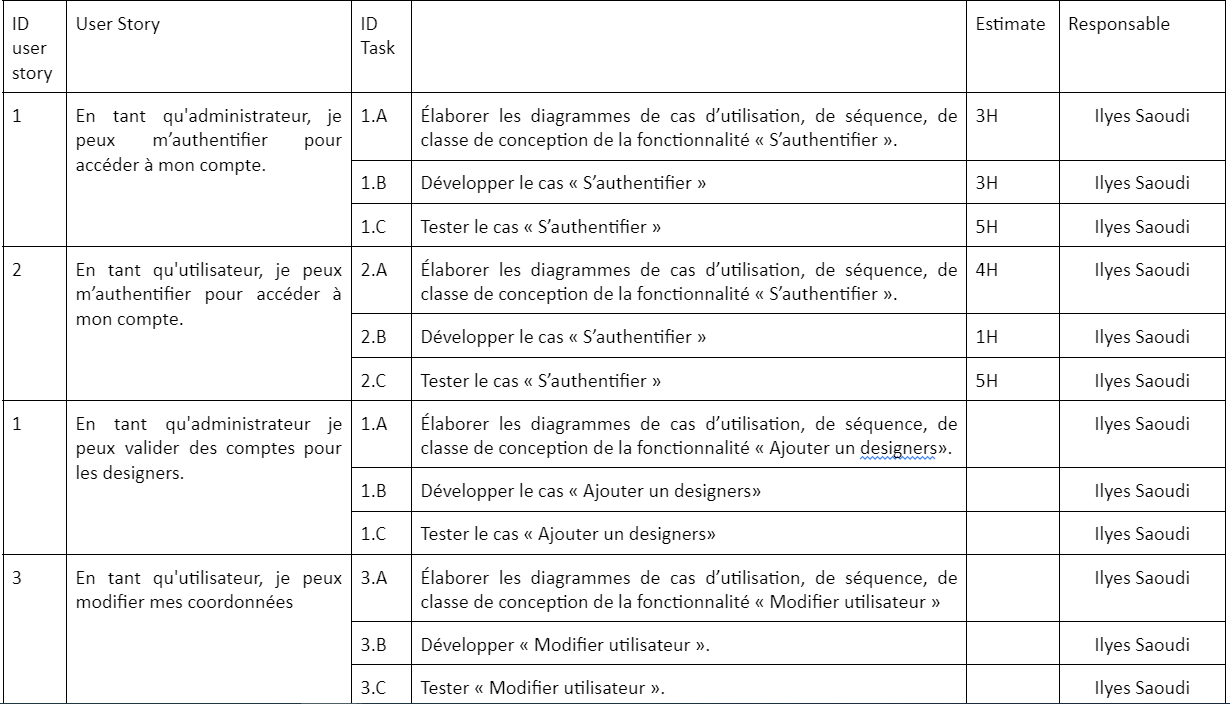 ID user story | User Story | ID Task | | Estimate | Responsable
1 | En tant qu'administrateur, je peux m’authentifier pour accéder à mon compte. | 1.A | Élaborer les diagrammes de cas d’utilisation, de séquence, de classe de conception de la fonctionnalité « S’authentifier ». | 3H | Ilyes Saoudi
1.B | Développer le cas « S’authentifier » | 3H | Ilyes Saoudi
1.C | Tester le cas « S’authentifier » | 5H | Ilyes Saoudi
2 | En tant qu'utilisateur, je peux m’authentifier pour accéder à mon compte. | 2.A | Élaborer les diagrammes de cas d’utilisation, de séquence, de classe de conception de la fonctionnalité « S’authentifier ». | 4H | Ilyes Saoudi
2.B | Développer le cas « S’authentifier » | 1H | Ilyes Saoudi
2.C | Tester le cas « S’authentifier » | 5H | Ilyes Saoudi
1 | En tant qu'administrateur je peux valider des comptes pour les designers. | 1.A | Élaborer les diagrammes de cas d’utilisation, de séquence, de classe de conception de la fonctionnalité « Ajouter un designers». | | Ilyes Saoudi
1.B | Développer le cas « Ajouter un designers» | | Ilyes Saoudi
1.C | Tester le cas « Ajouter un designers» | | Ilyes Saoudi
3 | En tant qu'utilisateur, je peux modifier mes coordonnées | 3.A | Élaborer les diagrammes de cas d’utilisation, de séquence, de classe de conception de la fonctionnalité « Modifier utilisateur » | | Ilyes Saoudi
3.B | Développer « Modifier utilisateur ». | | Ilyes Saoudi
3.C | Tester « Modifier utilisateur ». | | Ilyes Saoudi